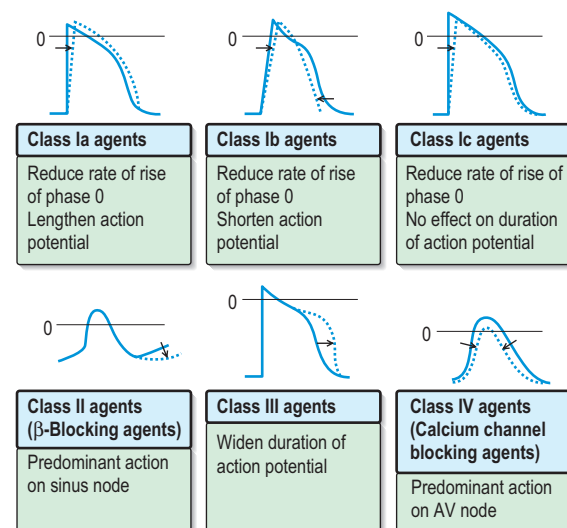 0
0
0
Class Ia agents
Reduce rate of rise
of phase 0
Lengthen action
potential
Class Ib agents
Reduce rate of rise
of phase 0
Shorten action
potential
Class Ic agents
Reduce rate of rise of
phase 0
No effect on duration
of action potential
0
0
0
Class II agents
(β-Blocking agents)
Predominant action
on sinus node
Class III agents
Widen duration of
action potential
Class IV agents
(Calcium channel
blocking agents)
Predominant action
on AV node